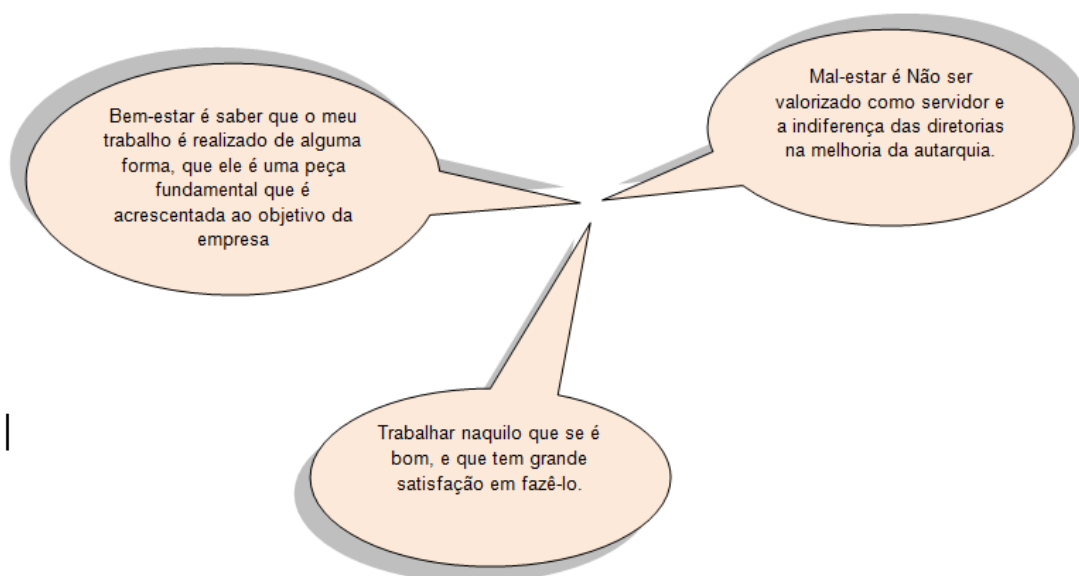 Bem-estar é saber que o meu
trabalho é realizado de alguma
forma, que ele é uma peça
fundamental que é
acrescentada ao objetivo da
empresa
Mal-estar é Não ser
valorizado como servidor e
a indiferença das diretorias
na melhoria da autarquia.
Trabalhar naquilo que se é
bom, e que tem grande
satisfação em fazê-lo.